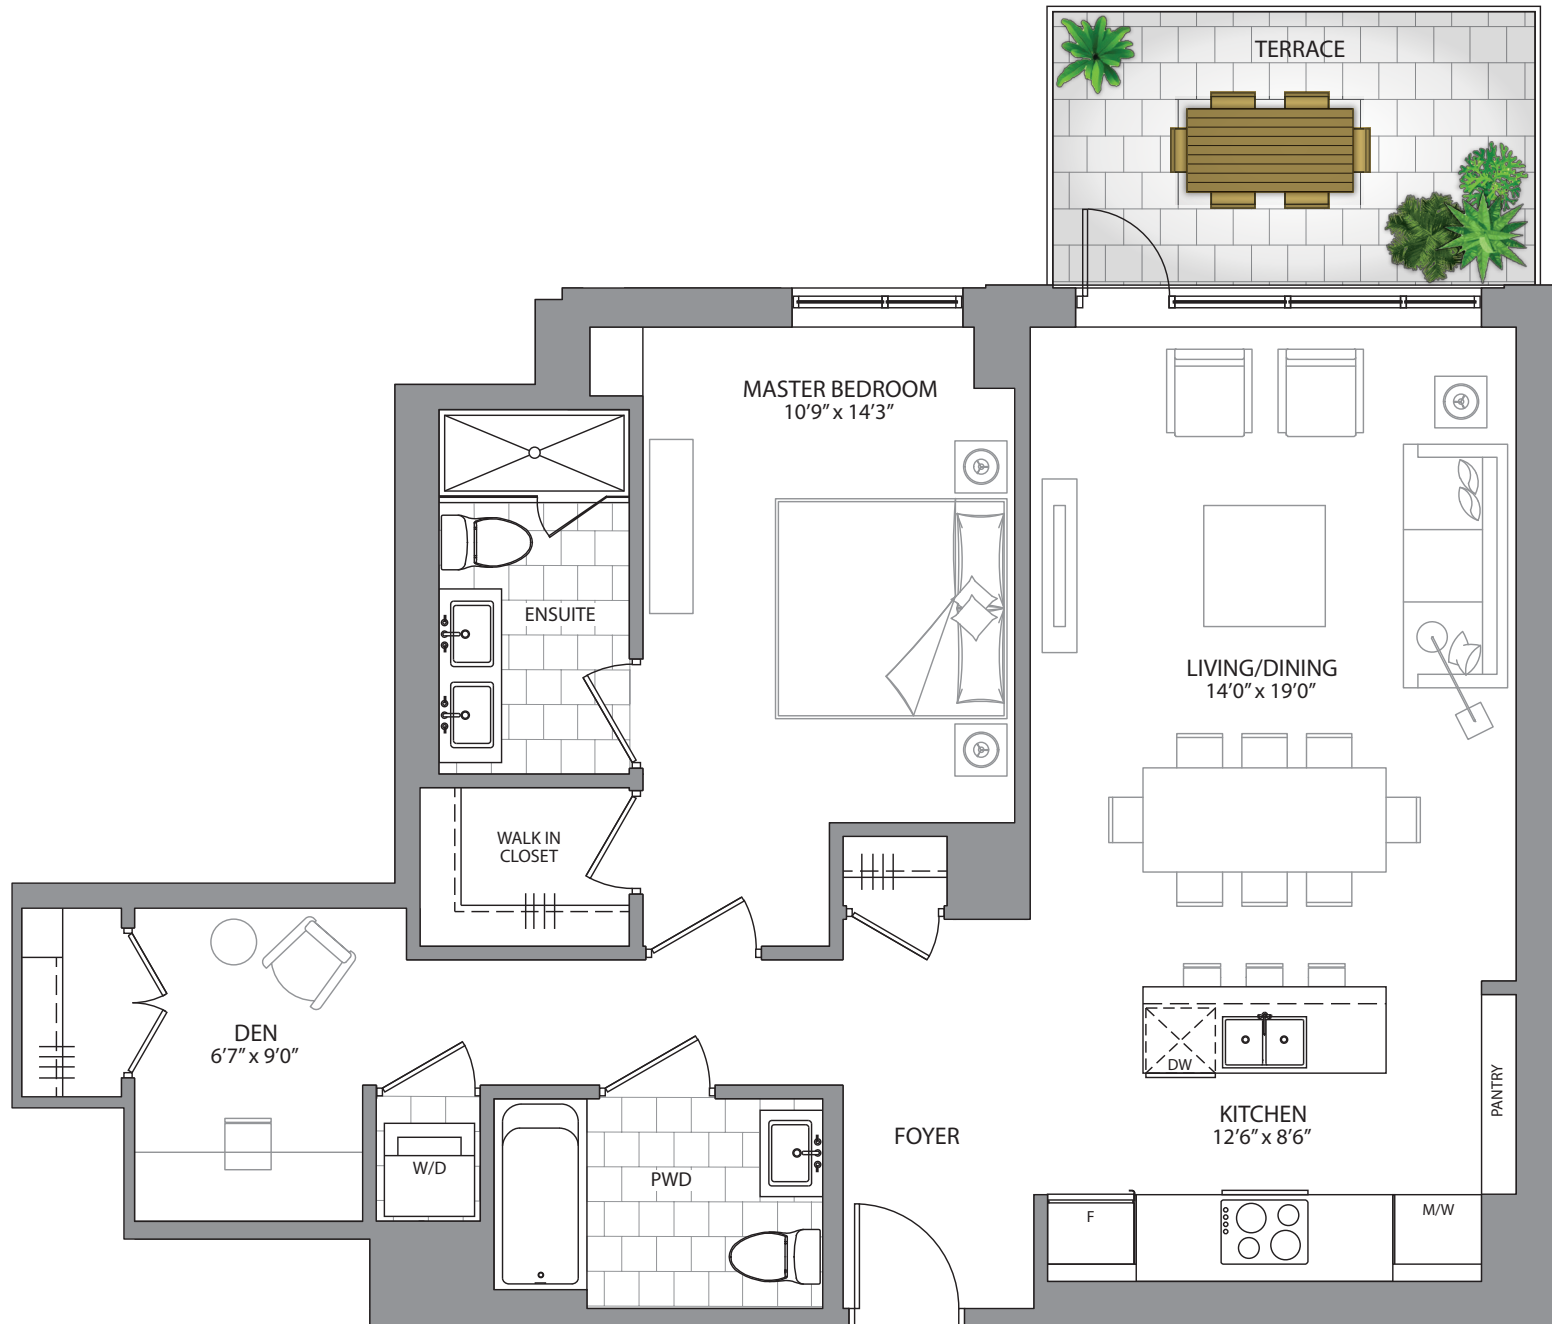 TERRACE
MASTER BEDROOM
10’9” x 14’3”
ENSUITE
LIVING/DINING
14’0” x 19’0”
WALK IN
CLOSET
DEN
6’7” x 9’0”
DW
PANTRY
KITCHEN
12’6” x 8’6”
FOYER
W/D
PWD
F
M/W